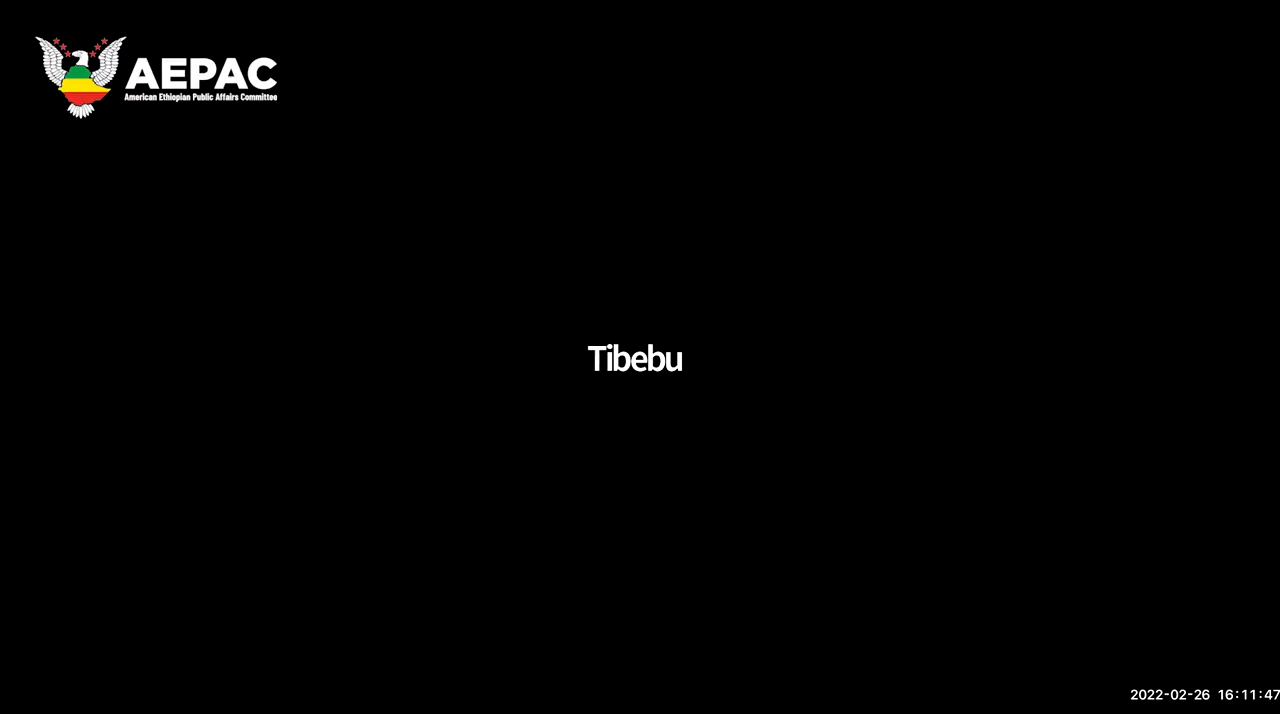 AEPAC
American Ethiopian Public Affairs Committee
Tibebu
2022-02-26 16:11:47